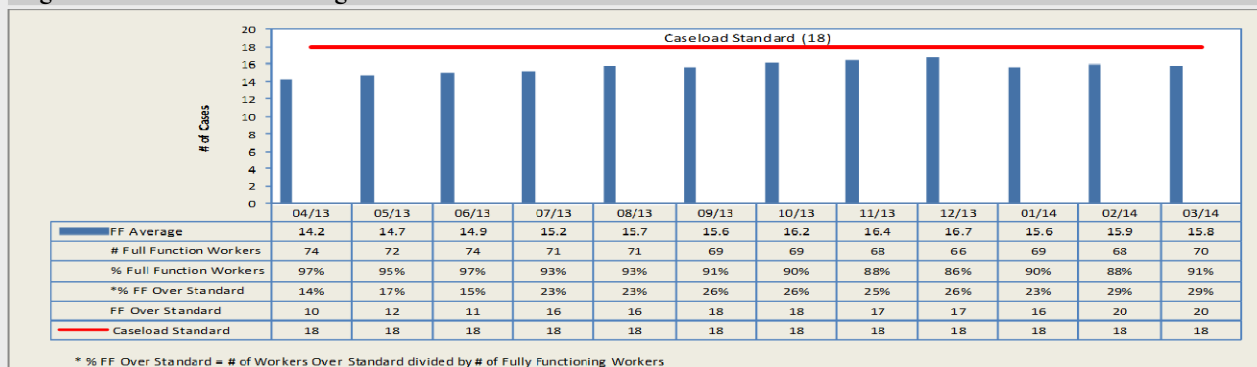 Caseload Standard (18)
# of Cases
20
18
16
14
12
10
8
6
4
2
0
04/13 05/13 06/13 07/13 08/13 09/13 10/13 11/13 12/13 01/14 02/14 03/14
FF Average 14.2 14.7 14.9 15.2 15.7 15.6 16.2 16.4 16.7 15.6 15.9 15.8
# Full Function Workers 74 72 74 71 71 69 69 68 66 69 68 70
% Full Function Workers 97% 95% 97% 93% 93% 91% 90% 88% 86% 90% 88% 91%
*% FF Over Standard 14% 17% 15% 23% 23% 26% 26% 25% 26% 23% 29% 29%
FF Over Standard 10 12 11 16 16 18 18 17 17 16 20 20
Caseload Standard 18 18 18 18 18 18 18 18 18 18 18 18
* % FF Over Standard = # of Workers Over Standard divided by # of Fully Functioning Workers